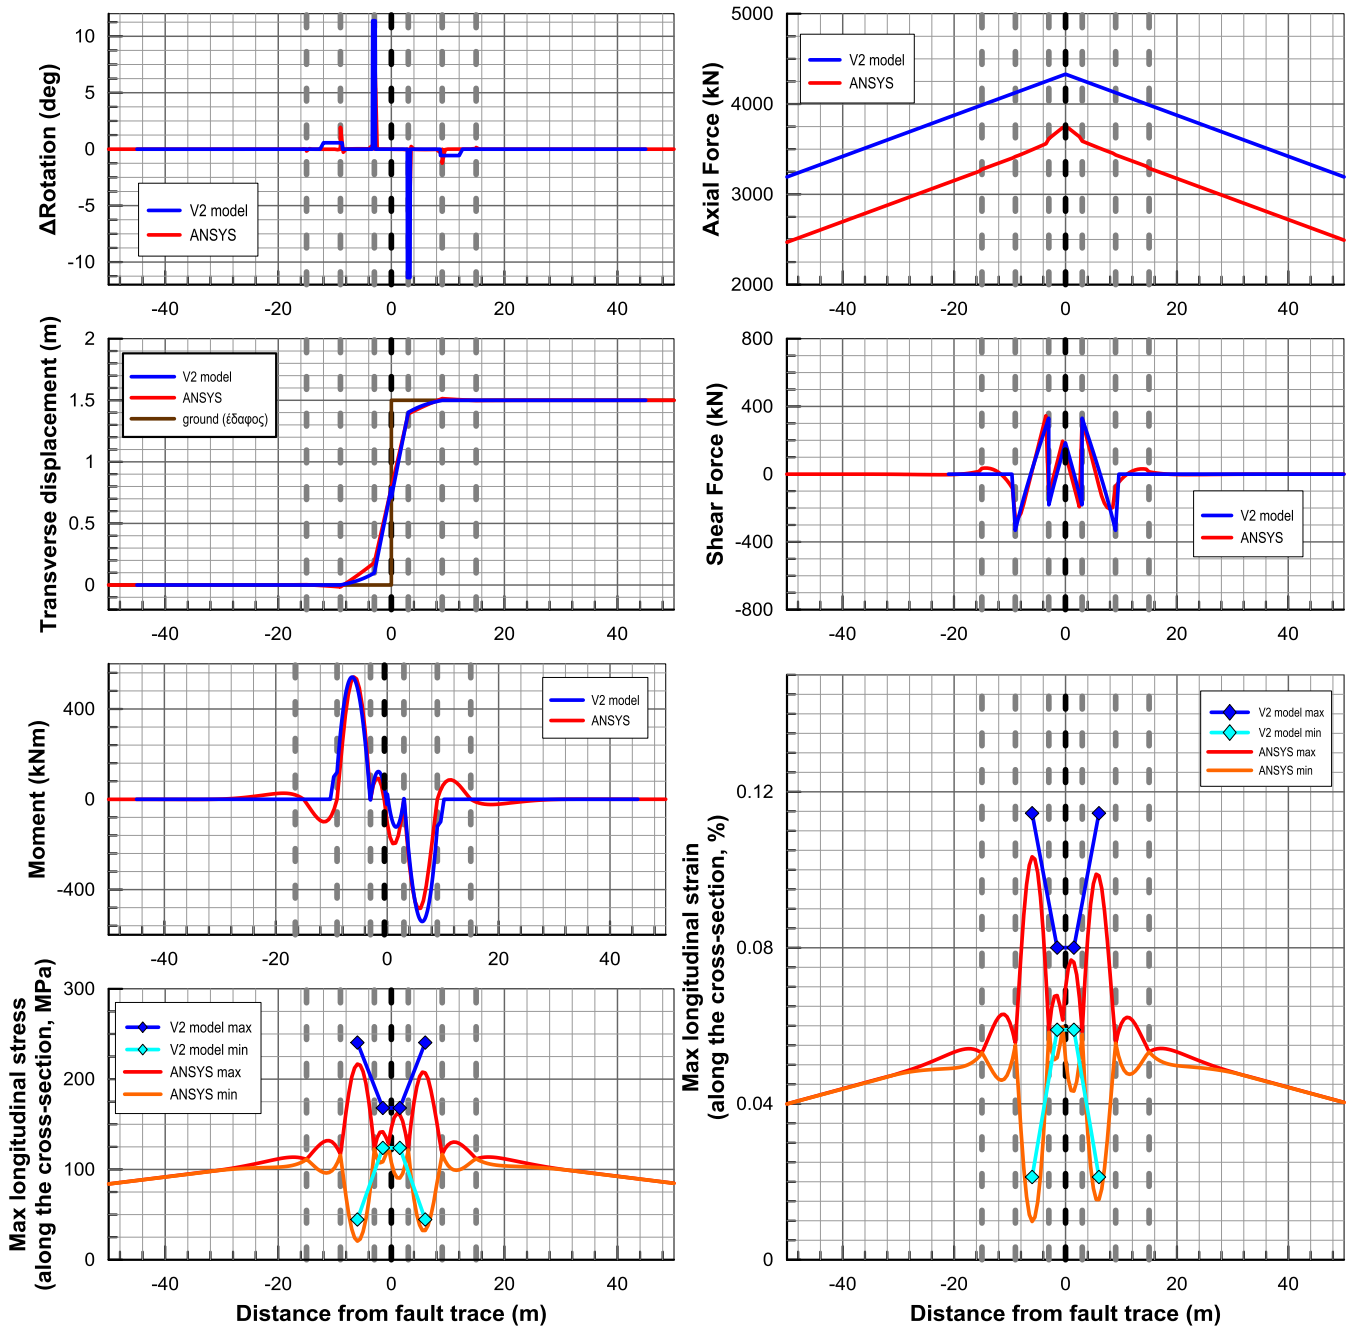 ΔRotation (deg)
10
5
0
-5
-10
V2 model
ANSYS
-40
-20
0
20
40
Axial Force (kN)
5000
4000
3000
2000
V2 model
ANSYS
-40
-20
0
20
40
Transverse displacement (m)
2
1.5
1
0.5
0
V2 model
ANSYS
ground (έδαφος)
-40
-20
0
20
40
Shear Force (kN)
800
400
0
-400
-800
V2 model
ANSYS
-40
-20
0
20
40
Moment (kNm)
400
0
-400
V2 model
ANSYS
-40
-20
0
20
40
Max longitudinal stress
(along the cross-section, MPa)
300
200
100
0
V2 model max
V2 model min
ANSYS max
ANSYS min
-40
-20
0
20
40
Distance from fault trace (m)
Max longitudinal strain
(along the cross-section, %)
0.12
0.08
0.04
0
V2 model max
V2 model min
ANSYS max
ANSYS min
-40
-20
0
20
40
Distance from fault trace (m)